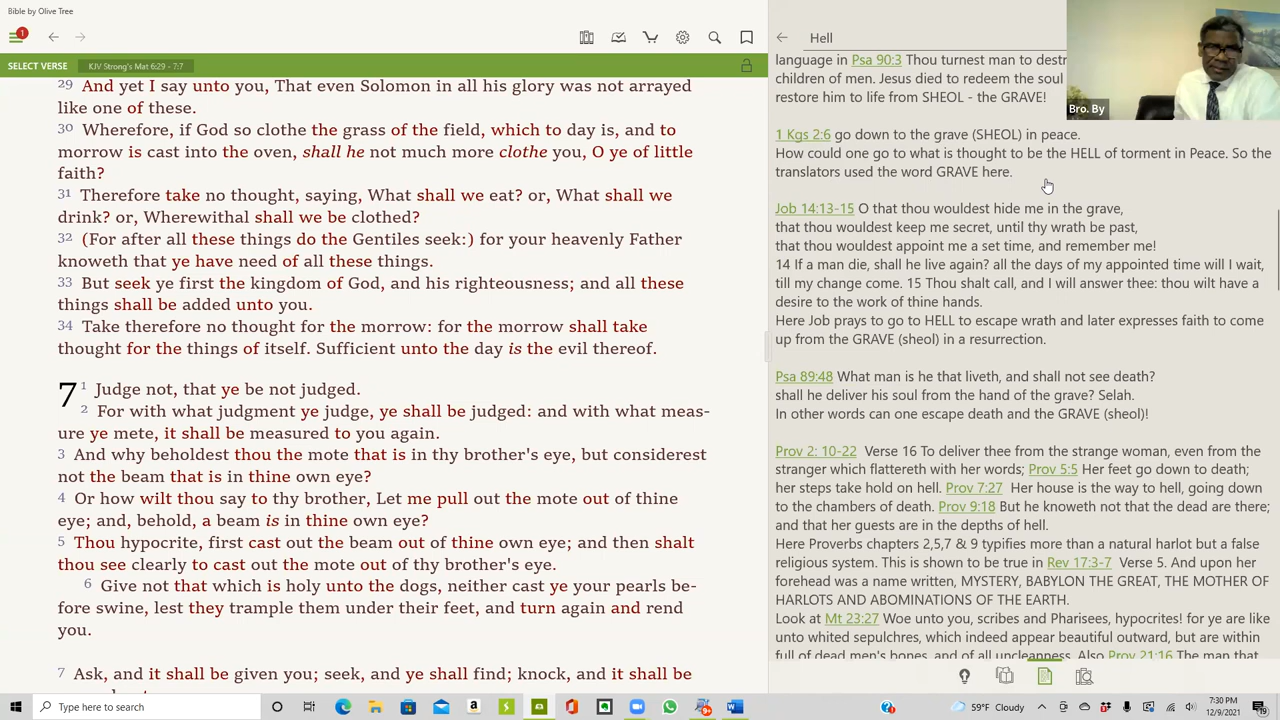 Bible by Olive Tree
1
SELECT VERSE
KJV Strong's Mat 6:29 - 7:7
29 And yet I say unto you, That even Solomon in all his glory was not arrayed
like one of these.
30 Wherefore, if God so clothe the grass of the field, which to day is, and to
morrow is cast into the oven, shall he not much more clothe you, O ye of little
faith?
31 Therefore take no thought, saying, What shall we eat? or, What shall we
drink? or, Wherewithal shall we be clothed?
32 (For after all these things do the Gentiles seek:) for your heavenly Father
knoweth that ye have need of all these things.
33 But seek ye first the kingdom of God, and his righteousness; and all these
things shall be added unto you.
34 Take therefore no thought for the morrow: for the morrow shall take
thought for the things of itself. Sufficient unto the day is the evil thereof.
7 1 Judge not, that ye be not judged.
2 For with what judgment ye judge, ye shall be judged: and with what meas-
ure ye mete, it shall be measured to you again.
3 And why beholdest thou the mote that is in thy brother's eye, but considerest
not the beam that is in thine own eye?
4 Or how wilt thou say to thy brother, Let me pull out the mote out of thine
eye; and, behold, a beam is in thine own eye?
5 Thou hypocrite, first cast out the beam out of thine own eye; and then shalt
thou see clearly to cast out the mote out of thy brother's eye.
6 Give not that which is holy unto the dogs, neither cast ye your pearls be-
fore swine, lest they trample them under their feet, and turn again and rend
you.
7 Ask, and it shall be given you; seek, and ye shall find; knock, and it shall be
Hell
language in Psa 90:3 Thou turnest man to destr
children of men. Jesus died to redeem the soul
restore him to life from SHEOL - the GRAVE!
Bro. By
1 Kgs 2:6 go down to the grave (SHEOL) in peace.
How could one go to what is thought to be the HELL of torment in Peace. So the
translators used the word GRAVE here.
Job 14:13-15 O that thou wouldest hide me in the grave,
that thou wouldest keep me secret, until thy wrath be past,
that thou wouldest appoint me a set time, and remember me!
14 If a man die, shall he live again? all the days of my appointed time will I wait,
till my change come. 15 Thou shalt call, and I will answer thee: thou wilt have a
desire to the work of thine hands.
Here Job prays to go to HELL to escape wrath and later expresses faith to come
up from the GRAVE (sheol) in a resurrection.
Psa 89:48 What man is he that liveth, and shall not see death?
shall he deliver his soul from the hand of the grave? Selah.
In other words can one escape death and the GRAVE (sheol)!
Prov 2: 10-22 Verse 16 To deliver thee from the strange woman, even from the
stranger which flattereth with her words; Prov 5:5 Her feet go down to death;
her steps take hold on hell. Prov 7:27 Her house is the way to hell, going down
to the chambers of death. Prov 9:18 But he knoweth not that the dead are there;
and that her guests are in the depths of hell.
Here Proverbs chapters 2,5,7 & 9 typifies more than a natural harlot but a false
religious system. This is shown to be true in Rev 17:3-7 Verse 5. And upon her
forehead was a name written, MYSTERY, BABYLON THE GREAT, THE MOTHER OF
HARLOTS AND ABOMINATIONS OF THE EARTH.
Look at Mt 23:27 Woe unto you, scribes and Pharisees, hypocrites! for ye are like
unto whited sepulchres, which indeed appear beautiful outward, but are within
full of dead men's bones, and of all uncleanness. Also Prov 21:16 The man that
Type here to search
59°F Cloudy
7:30 PM
12/9/2021
19